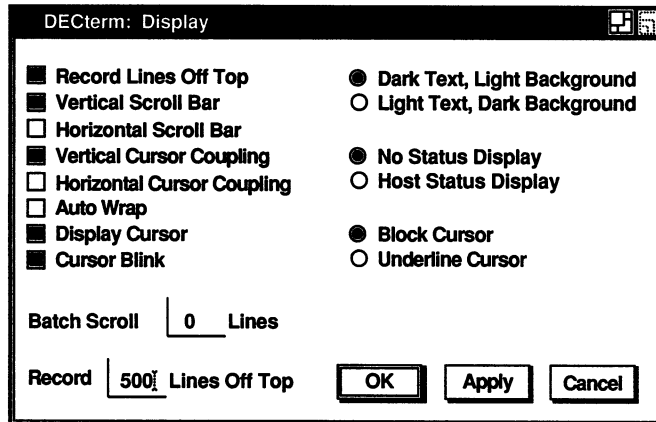 DECterm: Display
Record Lines Off Top
Vertical Scroll Bar
Horizontal Scroll Bar
Vertical Cursor Coupling
Horizontal Cursor Coupling
Auto Wrap
Display Cursor
Cursor Blink
Dark Text, Light Background
Light Text, Dark Background
No Status Display
Host Status Display
Block Cursor
Underline Cursor
Batch Scroll 0 Lines
Record 500 Lines Off Top
OK Apply Cancel